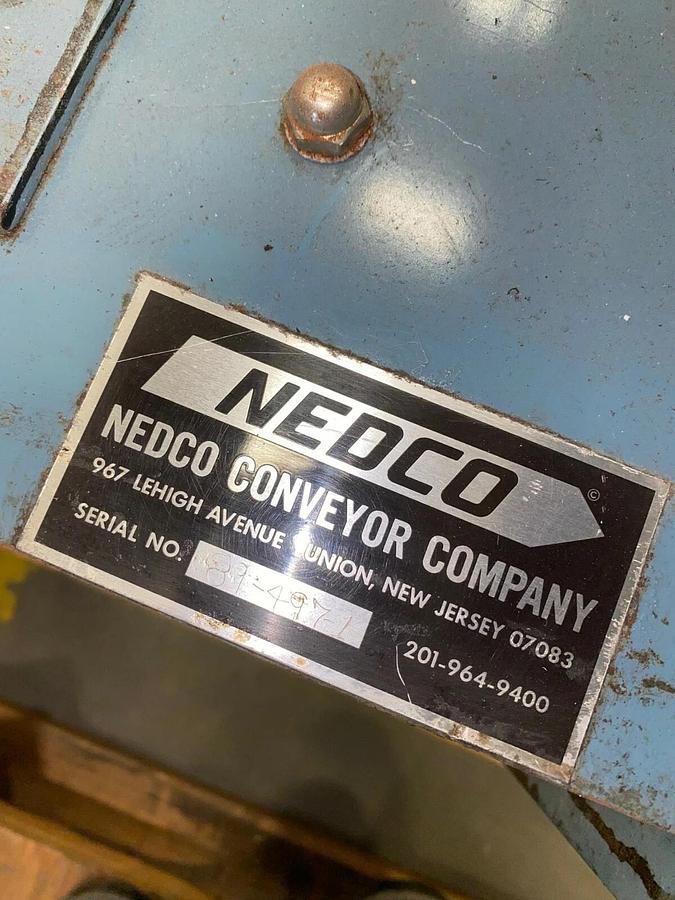 NEDCO ©
NEDCO CONVEYOR COMPANY
967 LEHIGH AVENUE UNION, NEW JERSEY 07083
SERIAL NO.
201-964-9400